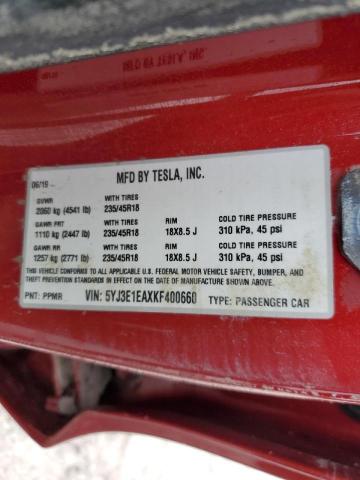 MFD BY TESLA, INC.
06/19
GVWR WITH TIRES
2060 kg (4541 lb) 235/45R18
GAWR FRT WITH TIRES RIM COLD TIRE PRESSURE
1110 kg (2447 lb) 235/45R18 18X8.5 J 310 kPa, 45 psi
GAWR RR WITH TIRES RIM COLD TIRE PRESSURE
1257 kg (2771 lb) 235/45R18 18X8.5 J 310 kPa, 45 psi
THIS VEHICLE CONFORMS TO ALL APPLICABLE U.S. FEDERAL MOTOR VEHICLE SAFETY, BUMPER, AND
THEFT PREVENTION STANDARDS IN EFFECT ON THE DATE OF MANUFACTURE SHOWN ABOVE.
PNT: PPMR VIN: 5YJ3E1EAXKF400660 TYPE: PASSENGER CAR